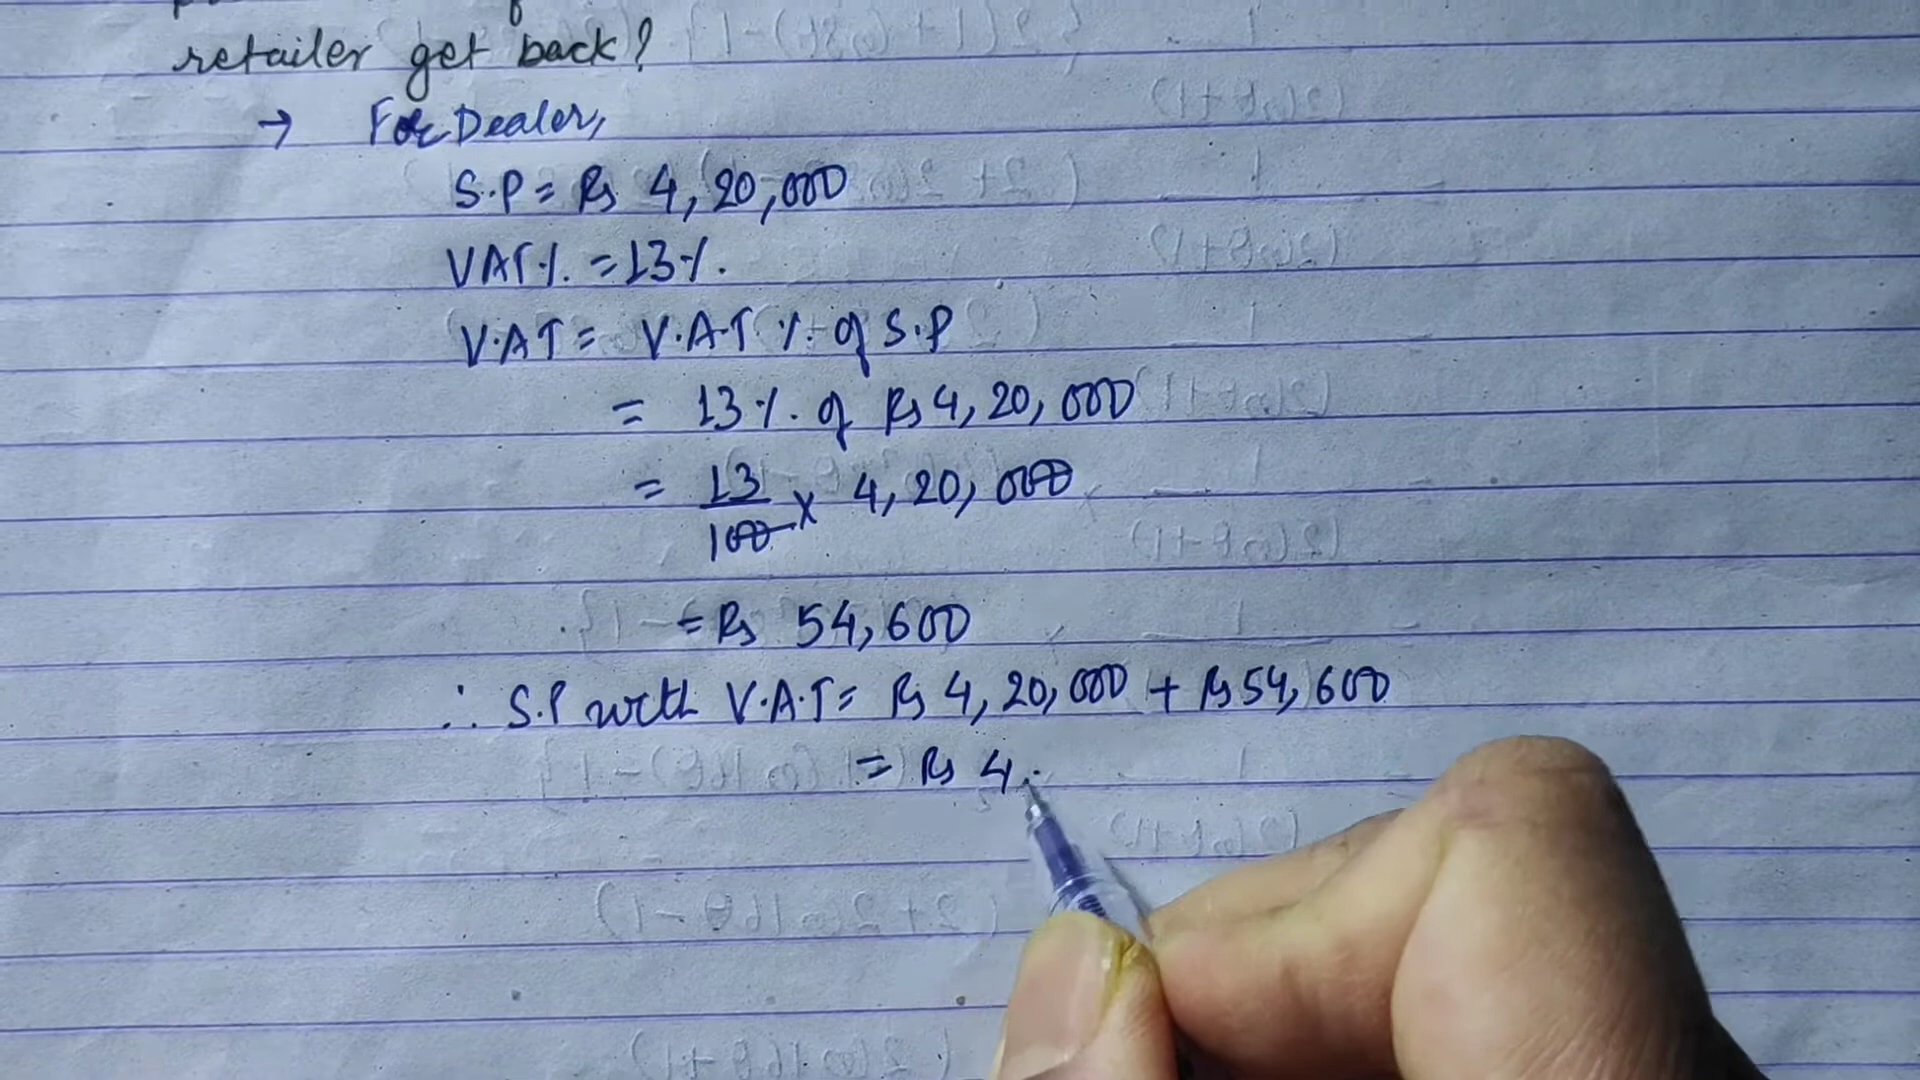 retailer get back?
→ For Dealer,
S.P = Rs 4,20,000
VAT% = 13%.
V.A.T = V.A.T % of S.P
= 13% of Rs 4,20,000
= 13/100 × 4,20,000
= Rs 54,600
∴ S.P with V.A.T = Rs 4,20,000 + Rs 54,600
= Rs 4,